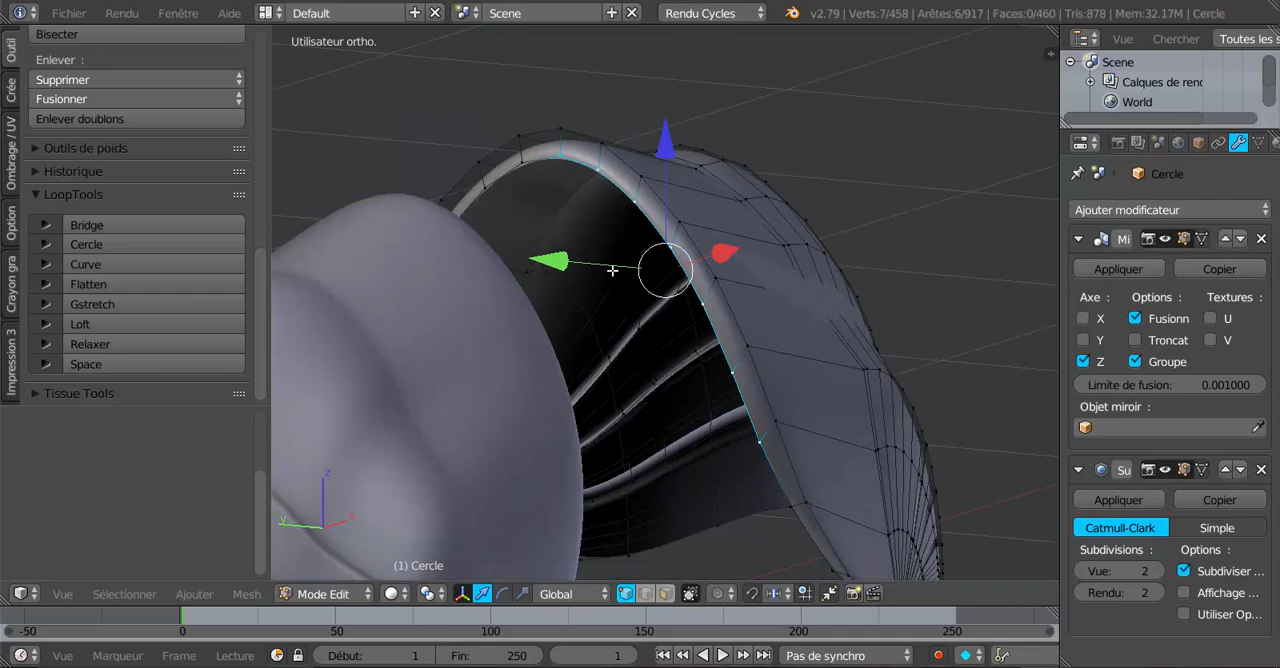 Fichier Rendu Fenêtre Aide Default Scene Rendu Cycles v2.79 | Verts:7/458 | Arêtes:6/917 | Faces:0/460 | Tris:878 | Mem:32.17M | Cercle
Outil
Crée
Ombrage / UV
Option
Crayon gra
Impression 3
Bisecter
Enlever :
Supprimer
Fusionner
Enlever doublons
Outils de poids
Historique
LoopTools
Bridge
Cercle
Curve
Flatten
Gstretch
Loft
Relaxer
Space
Tissue Tools
Utilisateur ortho.
z
y
x
(1) Cercle
Vue Sélectionner Ajouter Mesh Mode Edit Global
-50 0 50 100 150 200 250
Vue Marqueur Frame Lecture Début: 1 Fin: 250 1 Pas de synchro
Vue Chercher Toutes les s
Scene
Calques de renc
World
Cercle
Ajouter modificateur
Mi
Appliquer Copier
Axe : Options : Textures :
X Fusionn U
Y Troncat V
Z Groupe
Limite de fusion: 0.001000
Objet miroir :
Su
Appliquer Copier
Catmull-Clark Simple
Subdivisions : Options :
Vue: 2 Subdiviser ...
Rendu: 2 Affichage ...
Utiliser Op...